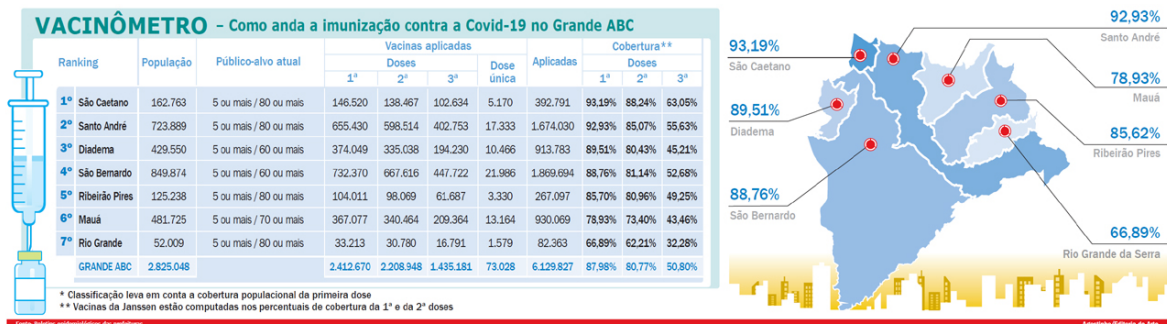 VACINÔMETRO – Como anda a imunização contra a Covid-19 no Grande ABC
Vacinas aplicadas Cobertura**
Ranking População Público-alvo atual Doses Dose única Aplicadas Doses
1ª 2ª 3ª 1ª 2ª 3ª
1º São Caetano 162.763 5 ou mais / 80 ou mais 146.520 138.467 102.634 5.170 392.791 93,19% 88,24% 63,05%
2º Santo André 723.889 5 ou mais / 80 ou mais 655.430 598.514 402.753 17.333 1.674.030 92,93% 85,07% 55,63%
3º Diadema 429.550 5 ou mais / 60 ou mais 374.049 335.038 194.230 10.466 913.783 89,51% 80,43% 45,21%
4º São Bernardo 849.874 5 ou mais / 60 ou mais 732.370 667.616 447.722 21.986 1.869.694 88,76% 81,14% 52,68%
5º Ribeirão Pires 125.238 5 ou mais / 80 ou mais 104.011 98.069 61.687 3.330 267.097 85,70% 80,96% 49,25%
6º Mauá 481.725 5 ou mais / 70 ou mais 367.077 340.464 209.364 13.164 930.069 78,93% 73,40% 43,46%
7º Rio Grande 52.009 5 ou mais / 80 ou mais 33.213 30.780 16.791 1.579 82.363 66,89% 62,21% 32,28%
GRANDE ABC 2.825.048 2.412.670 2.208.948 1.435.181 73.028 6.129.827 87,98% 80,77% 50,80%
* Classificação leva em conta a cobertura populacional da primeira dose
** Vacinas da Janssen estão computadas nos percentuais de cobertura da 1ª e da 2ª doses
93,19%
São Caetano
89,51%
Diadema
88,76%
São Bernardo
92,93%
Santo André
78,93%
Mauá
85,62%
Ribeirão Pires
66,89%
Rio Grande da Serra